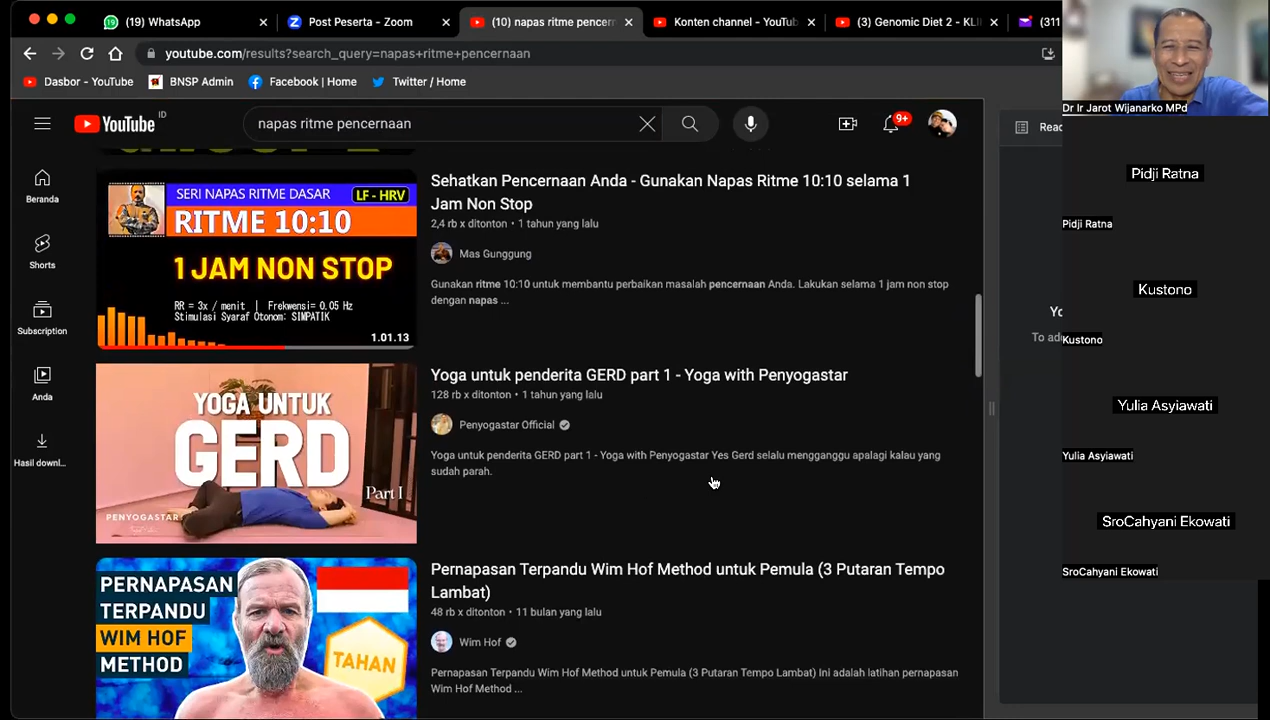 (19) WhatsApp
Post Peserta - Zoom
(10) napas ritme pencern
Konten channel - YouTu
(3) Genomic Diet 2 - KLI
(311
youtube.com/results?search_query=napas+ritme+pencernaan
Dasbor - YouTube
BNSP Admin
Facebook | Home
Twitter / Home
YouTube ID
napas ritme pencernaan
9+
Beranda
Shorts
Subscription
Anda
Hasil downl...
SERI NAPAS RITME DASAR
LF - HRV
RITME 10:10
1 JAM NON STOP
RR = 3x / menit | Frekwensi= 0.05 Hz
Stimulasi Syaraf Otonom: SIMPATIK
1.01.13
Sehatkan Pencernaan Anda - Gunakan Napas Ritme 10:10 selama 1
Jam Non Stop
2,4 rb x ditonton • 1 tahun yang lalu
Mas Gunggung
Gunakan ritme 10:10 untuk membantu perbaikan masalah pencernaan Anda. Lakukan selama 1 jam non stop
dengan napas ...
YOGA UNTUK
GERD
Part I
PENYOGASTAR
Yoga untuk penderita GERD part 1 - Yoga with Penyogastar
128 rb x ditonton • 1 tahun yang lalu
Penyogastar Official
Yoga untuk penderita GERD part 1 - Yoga with Penyogastar Yes Gerd selalu mengganggu apalagi kalau yang
sudah parah.
PERNAPASAN
TERPANDU
WIM HOF
METHOD
TAHAN
Pernapasan Terpandu Wim Hof Method untuk Pemula (3 Putaran Tempo
Lambat)
48 rb x ditonton • 11 bulan yang lalu
Wim Hof
Pernapasan Terpandu Wim Hof Method untuk Pemula (3 Putaran Tempo Lambat) Ini adalah latihan pernapasan
Wim Hof Method ...
Read
Yo
To ad
Dr Ir Jarot Wijanarko MPd
Pidji Ratna
Pidji Ratna
Kustono
Kustono
Yulia Asyiawati
Yulia Asyiawati
SroCahyani Ekowati
SroCahyani Ekowati